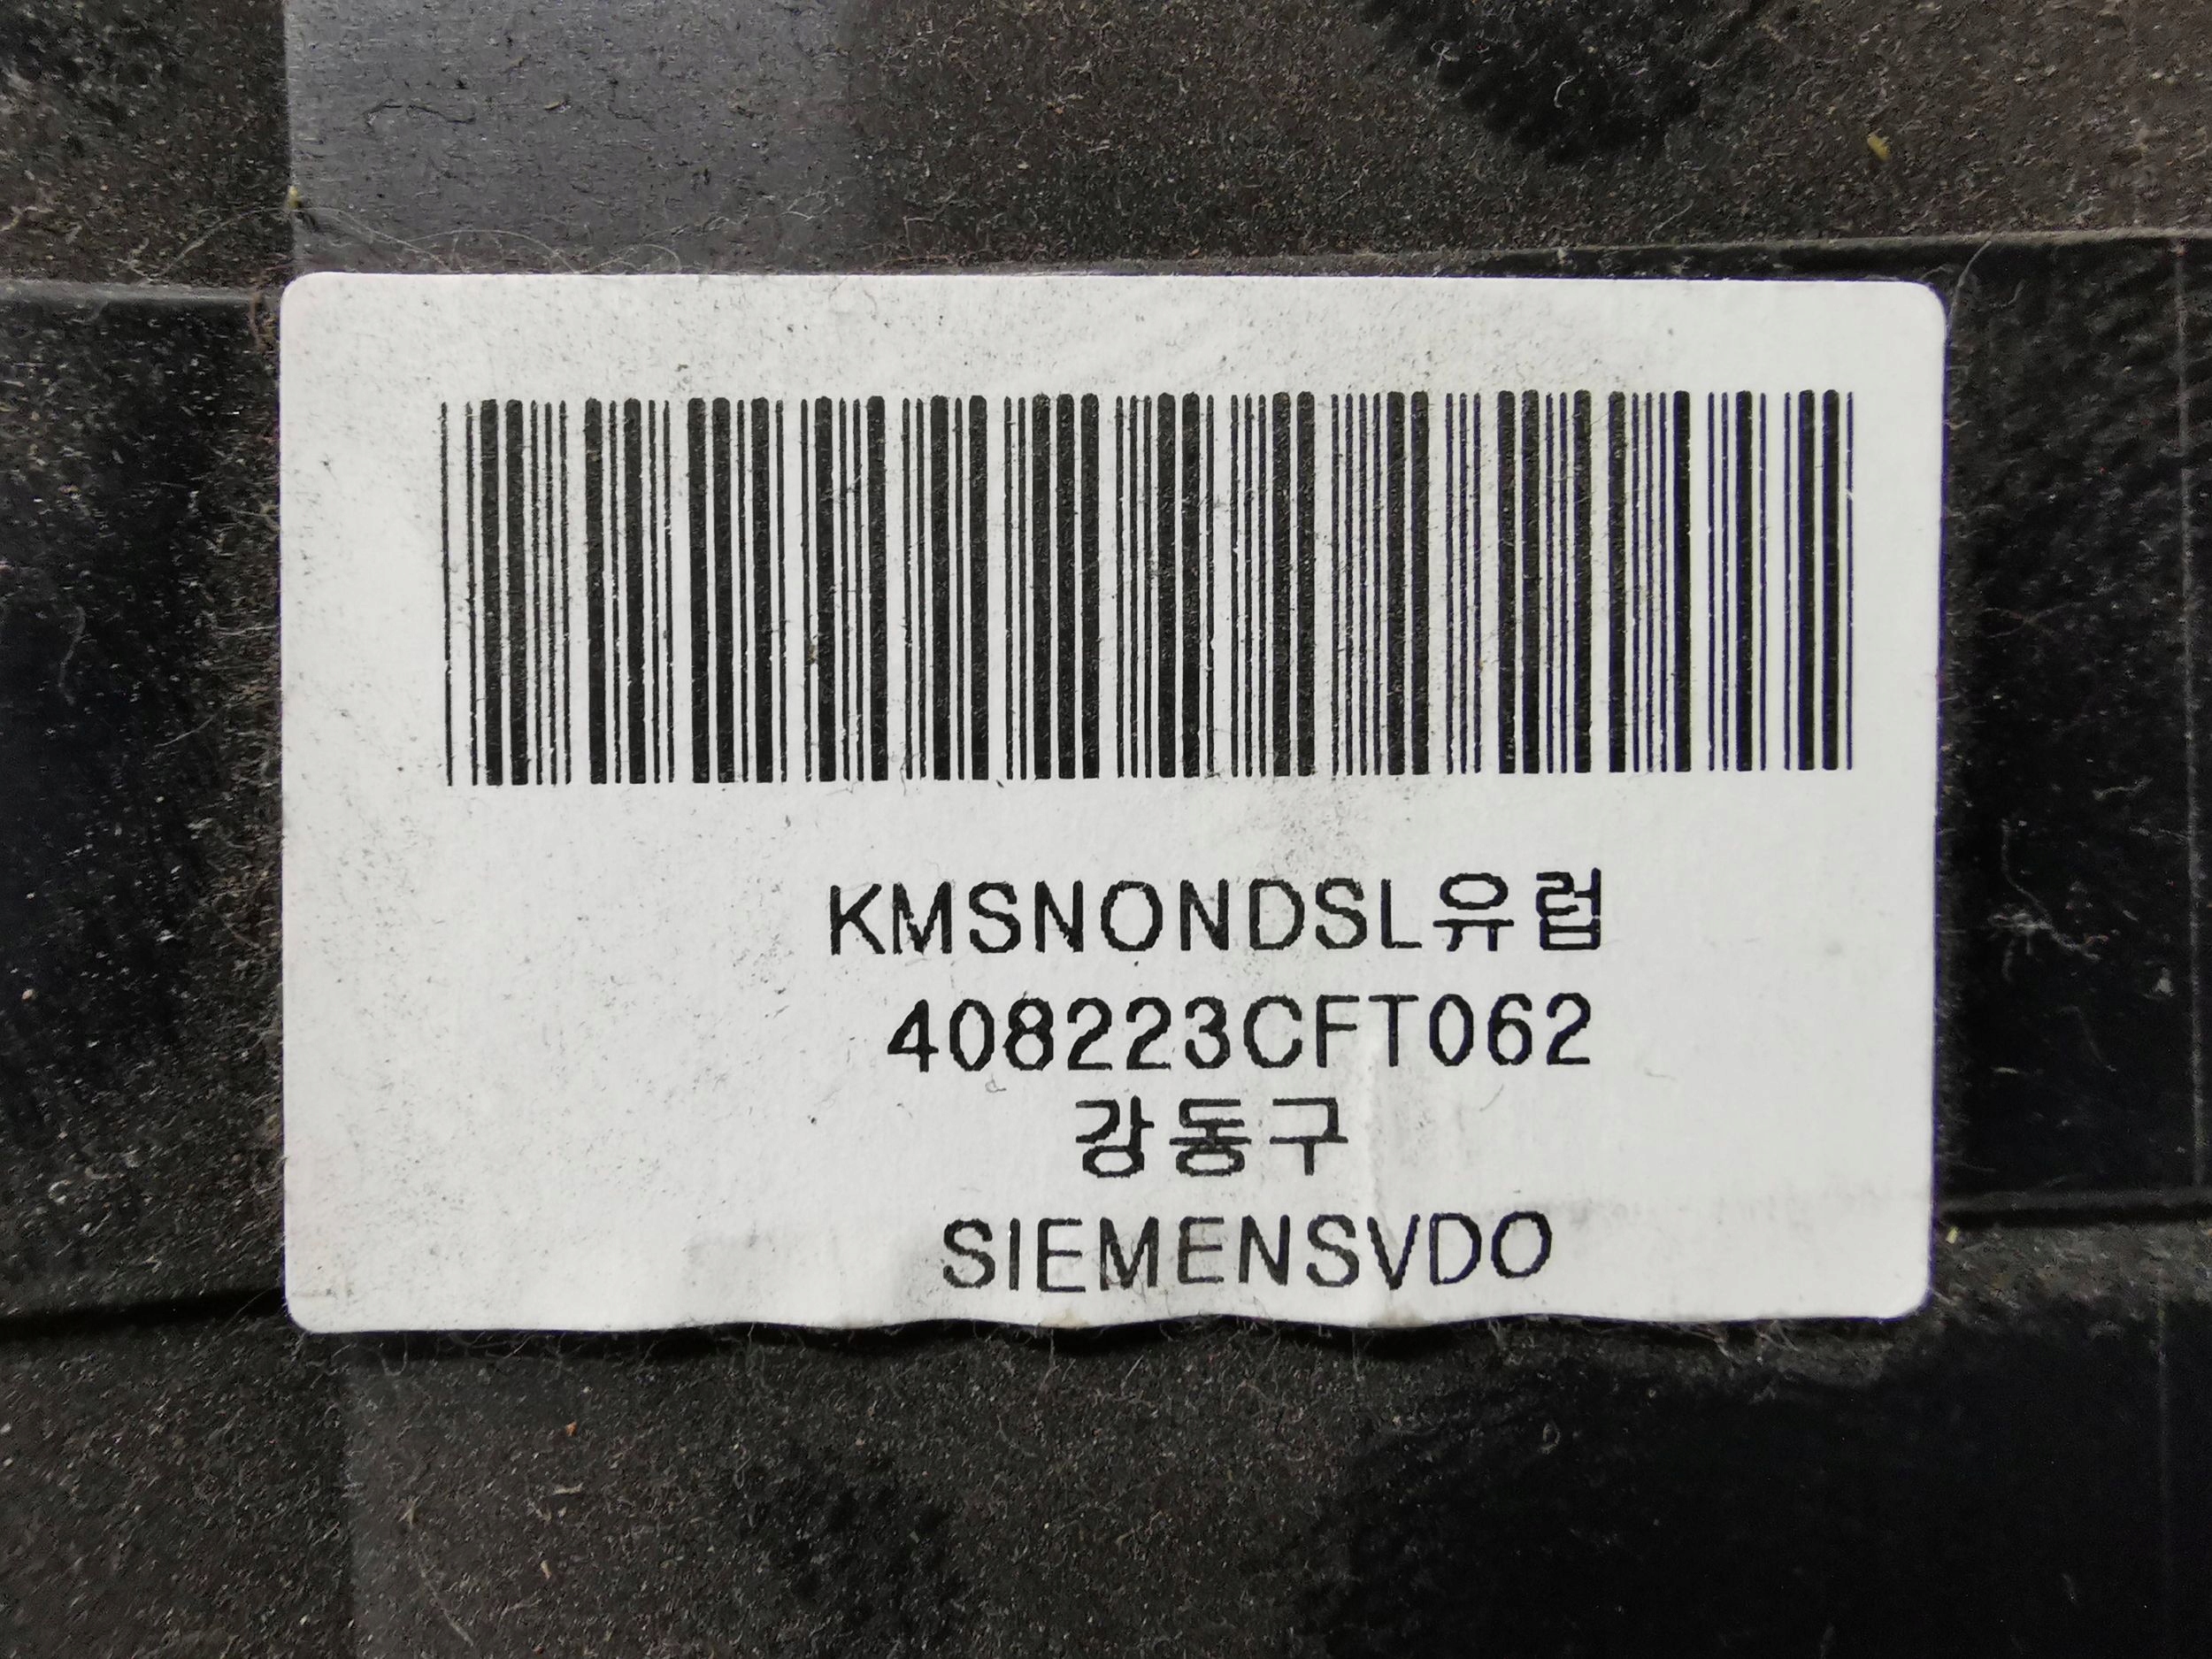 KMSNONDSL유럽
408223CFT062
강동구
SIEMENSVDO